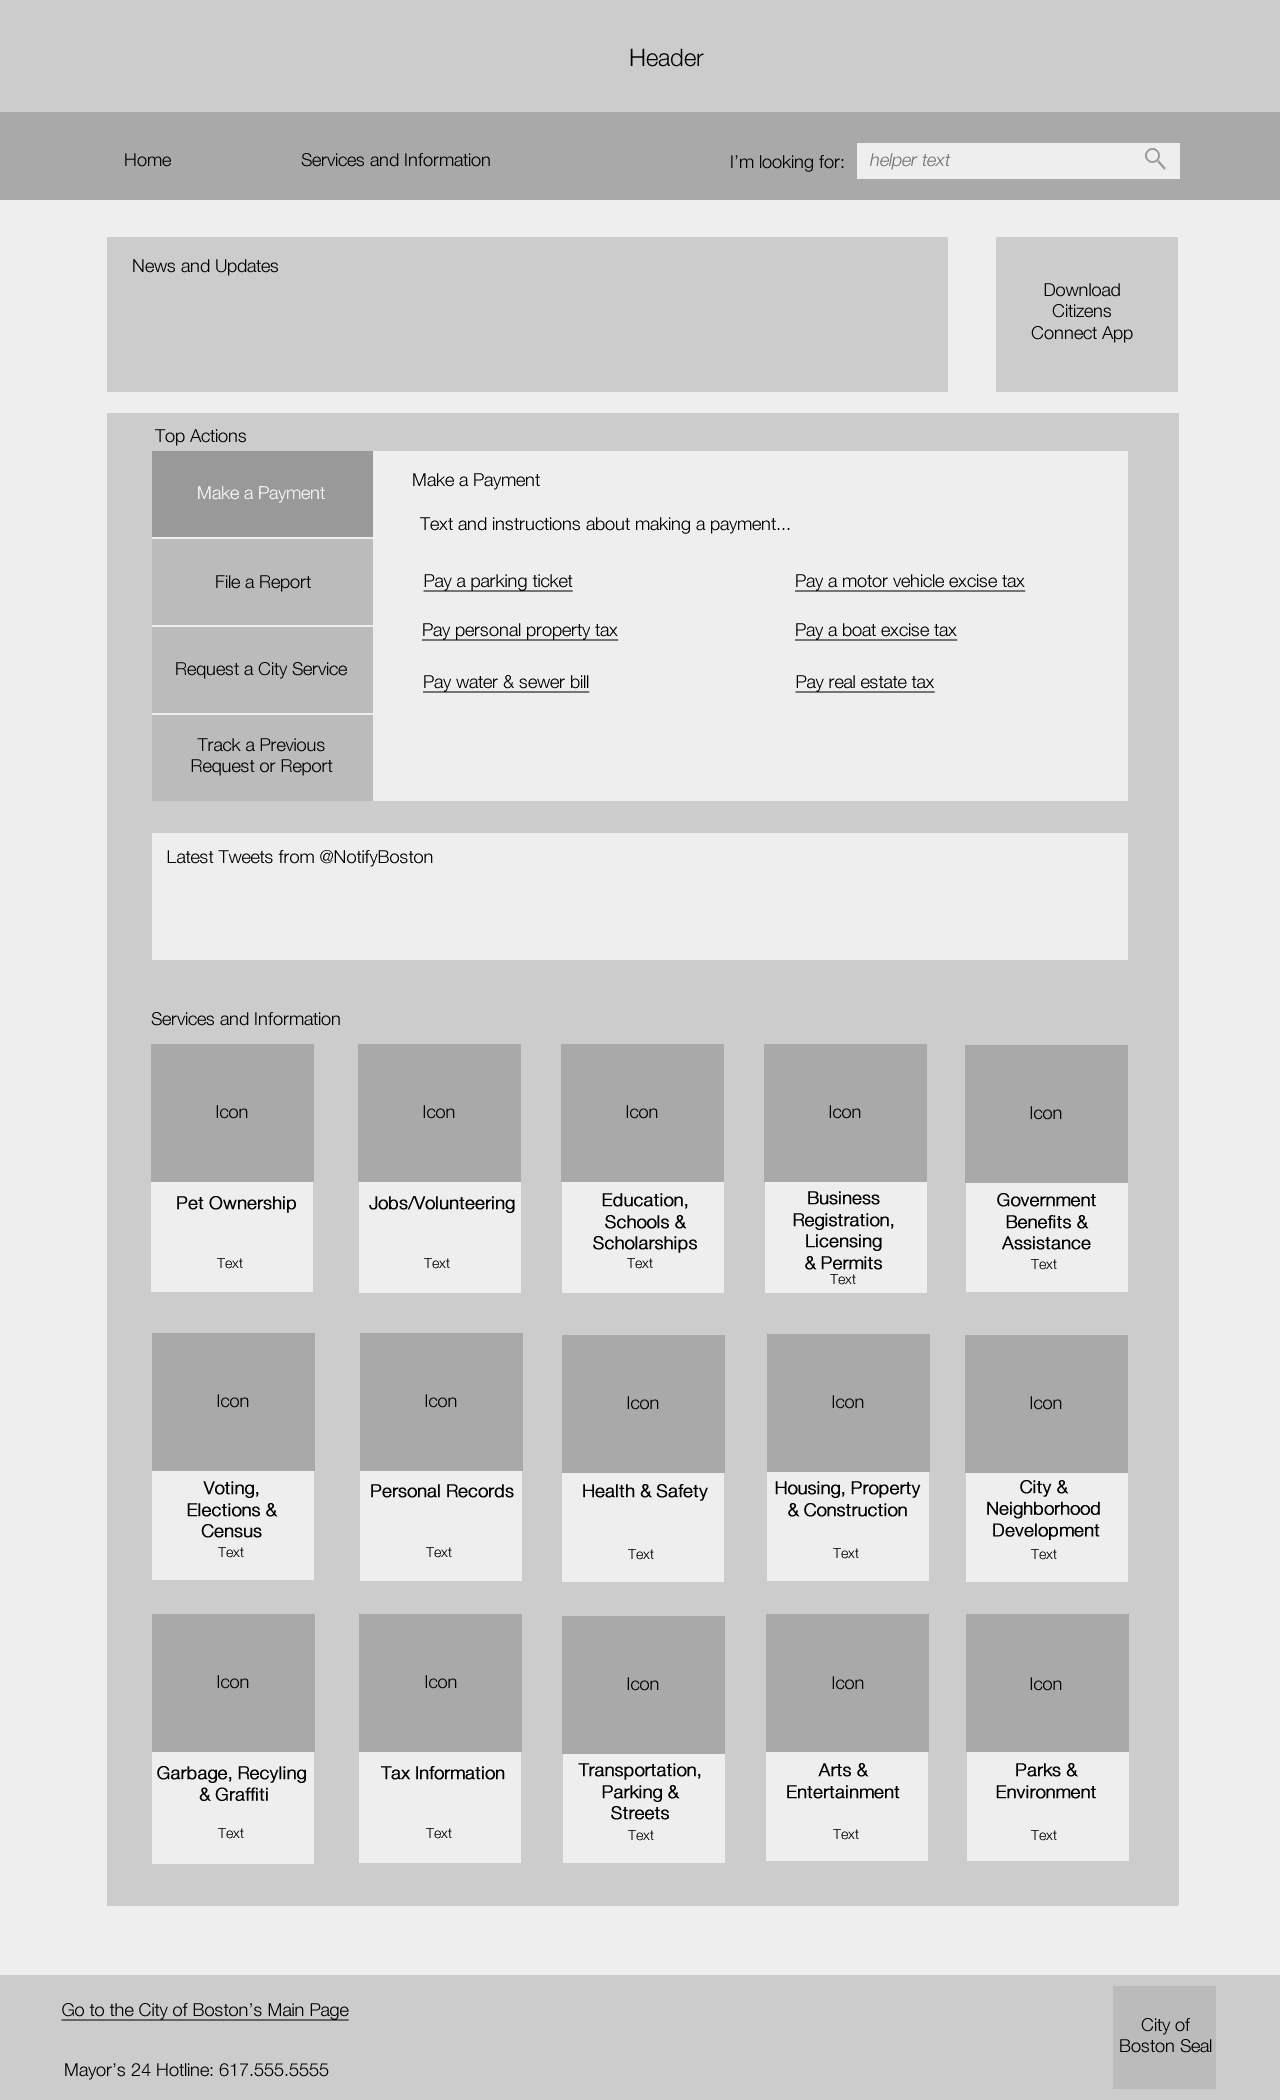 Header
Home
Services and Information
I'm looking for:
helper text
News and Updates
Download
Citizens
Connect App
Top Actions
Make a Payment
File a Report
Request a City Service
Track a Previous
Request or Report
Make a Payment
Text and instructions about making a payment...
Pay a parking ticket
Pay a motor vehicle excise tax
Pay personal property tax
Pay a boat excise tax
Pay water & sewer bill
Pay real estate tax
Latest Tweets from @NotifyBoston
Services and Information
Icon
Pet Ownership
Text
Icon
Jobs/Volunteering
Text
Icon
Education,
Schools &
Scholarships
Text
Icon
Business
Registration,
Licensing
& Permits
Text
Icon
Government
Benefits &
Assistance
Text
Icon
Voting,
Elections &
Census
Text
Icon
Personal Records
Text
Icon
Health & Safety
Text
Icon
Housing, Property
& Construction
Text
Icon
City &
Neighborhood
Development
Text
Icon
Garbage, Recyling
& Graffiti
Text
Icon
Tax Information
Text
Icon
Transportation,
Parking &
Streets
Text
Icon
Arts &
Entertainment
Text
Icon
Parks &
Environment
Text
Go to the City of Boston's Main Page
Mayor's 24 Hotline: 617.555.5555
City of
Boston Seal